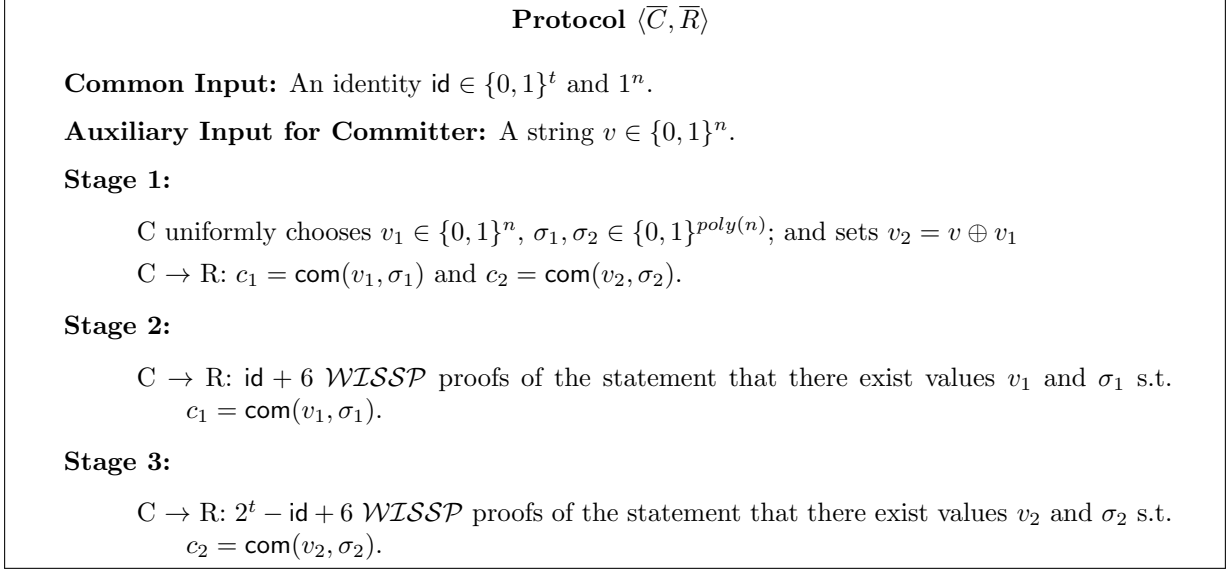 Protocol ⟨C̅, R̅⟩
Common Input: An identity id ∈ {0, 1}^t and 1^n.
Auxiliary Input for Committer: A string v ∈ {0, 1}^n.
Stage 1:
C uniformly chooses v_1 ∈ {0, 1}^n, σ_1, σ_2 ∈ {0, 1}^{poly(n)}; and sets v_2 = v ⊕ v_1
C → R: c_1 = com(v_1, σ_1) and c_2 = com(v_2, σ_2).
Stage 2:
C → R: id + 6 WISSP proofs of the statement that there exist values v_1 and σ_1 s.t.
c_1 = com(v_1, σ_1).
Stage 3:
C → R: 2^t − id + 6 WISSP proofs of the statement that there exist values v_2 and σ_2 s.t.
c_2 = com(v_2, σ_2).